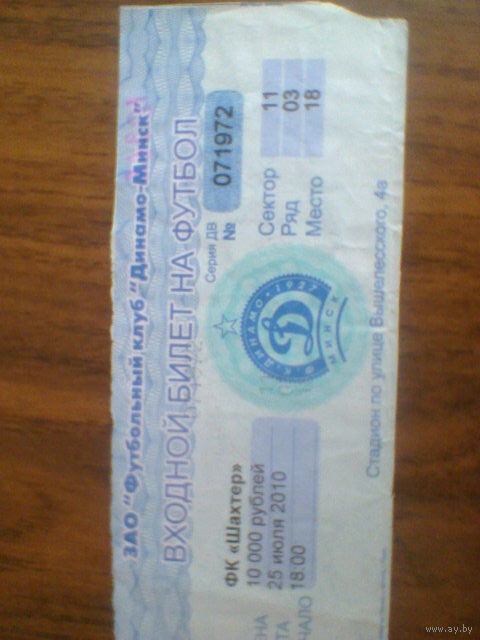 ЗАО "Футбольный клуб "Динамо-Минск"
ВХОДНОЙ БИЛЕТ НА ФУТБОЛ
Серия ДВ
№ 071972
Сектор 11
Ряд 03
Место 18
ФК ДИНАМО • 1927
МИНСК
Д
ФК «Шахтер»
10 000 рублей
25 июля 2010
18 00
Стадион по улице Вышелесского, 4а
www.ay.by